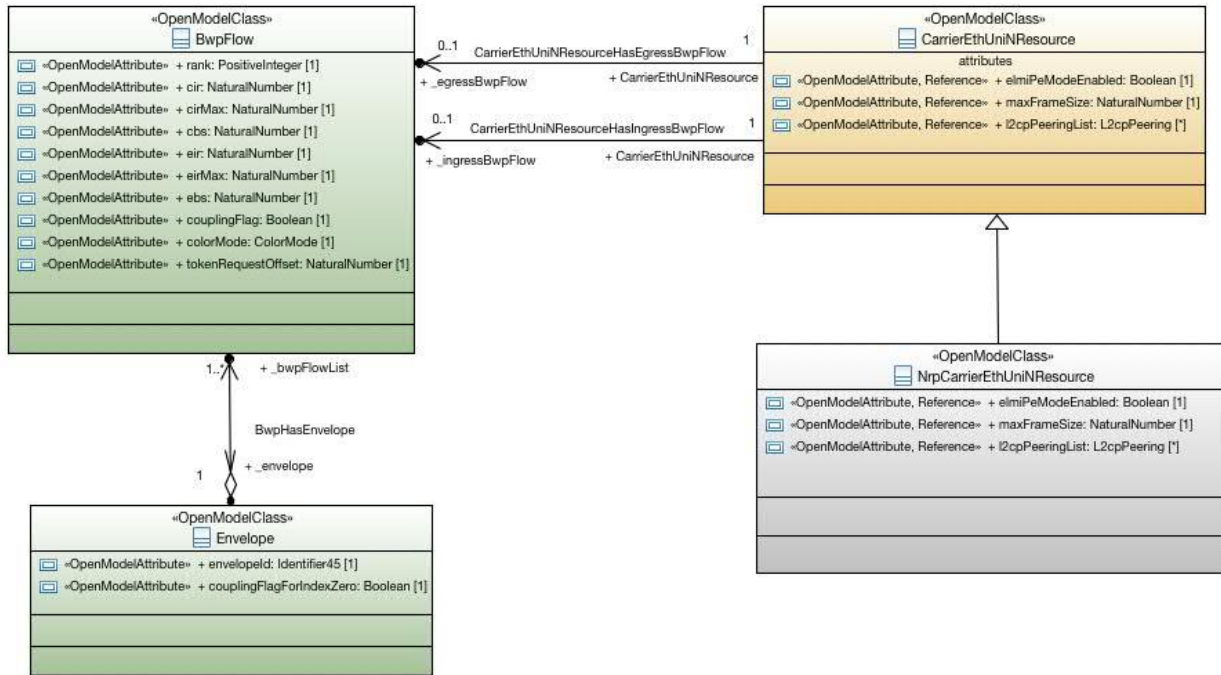 «OpenModelClass»
BwpFlow
«OpenModelAttribute» + rank: PositiveInteger [1]
«OpenModelAttribute» + cir: NaturalNumber [1]
«OpenModelAttribute» + cirMax: NaturalNumber [1]
«OpenModelAttribute» + cbs: NaturalNumber [1]
«OpenModelAttribute» + eir: NaturalNumber [1]
«OpenModelAttribute» + eirMax: NaturalNumber [1]
«OpenModelAttribute» + ebs: NaturalNumber [1]
«OpenModelAttribute» + couplingFlag: Boolean [1]
«OpenModelAttribute» + colorMode: ColorMode [1]
«OpenModelAttribute» + tokenRequestOffset: NaturalNumber [1]
0..1 CarrierEthUniNResourceHasEgressBwpFlow 1
+ _egressBwpFlow + CarrierEthUniNResource
0..1 CarrierEthUniNResourceHasIngressBwpFlow 1
+ _ingressBwpFlow + CarrierEthUniNResource
«OpenModelClass»
CarrierEthUniNResource
attributes
«OpenModelAttribute, Reference» + elmiPeModeEnabled: Boolean [1]
«OpenModelAttribute, Reference» + maxFrameSize: NaturalNumber [1]
«OpenModelAttribute, Reference» + l2cpPeeringList: L2cpPeering [*]
«OpenModelClass»
NrpCarrierEthUniNResource
«OpenModelAttribute, Reference» + elmiPeModeEnabled: Boolean [1]
«OpenModelAttribute, Reference» + maxFrameSize: NaturalNumber [1]
«OpenModelAttribute, Reference» + l2cpPeeringList: L2cpPeering [*]
1..* + _bwpFlowList
BwpHasEnvelope
+ _envelope
1
«OpenModelClass»
Envelope
«OpenModelAttribute» + envelopeId: Identifier45 [1]
«OpenModelAttribute» + couplingFlagForIndexZero: Boolean [1]